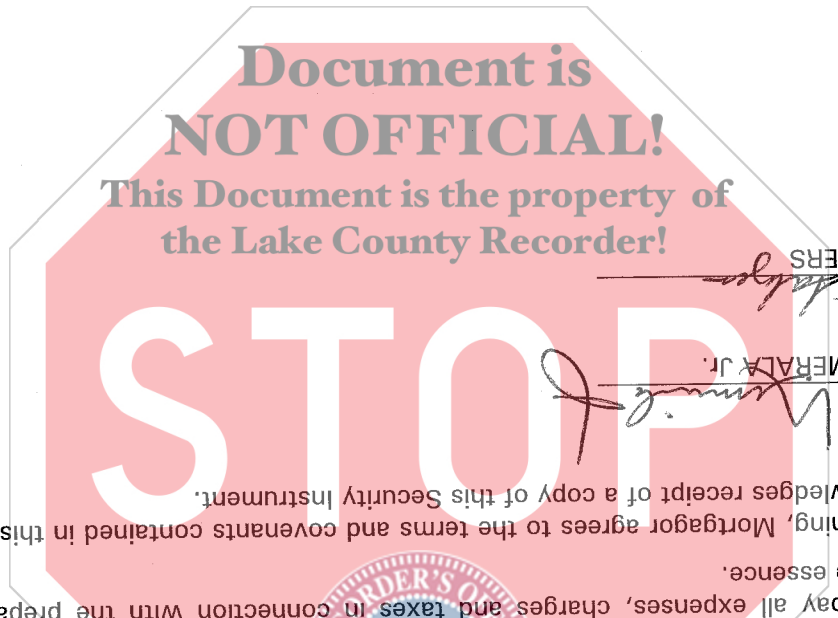 Document is
NOT OFFICIAL!
This Document is the property of
the Lake County Recorder!
STOP
RDER'S O
pay all expenses, charges and taxes in connection with the prepa
e essence.
ning, Mortgagor agrees to the terms and covenants contained in this
wledges receipt of a copy of this Security Instrument.
MERALA Jr.
ERS